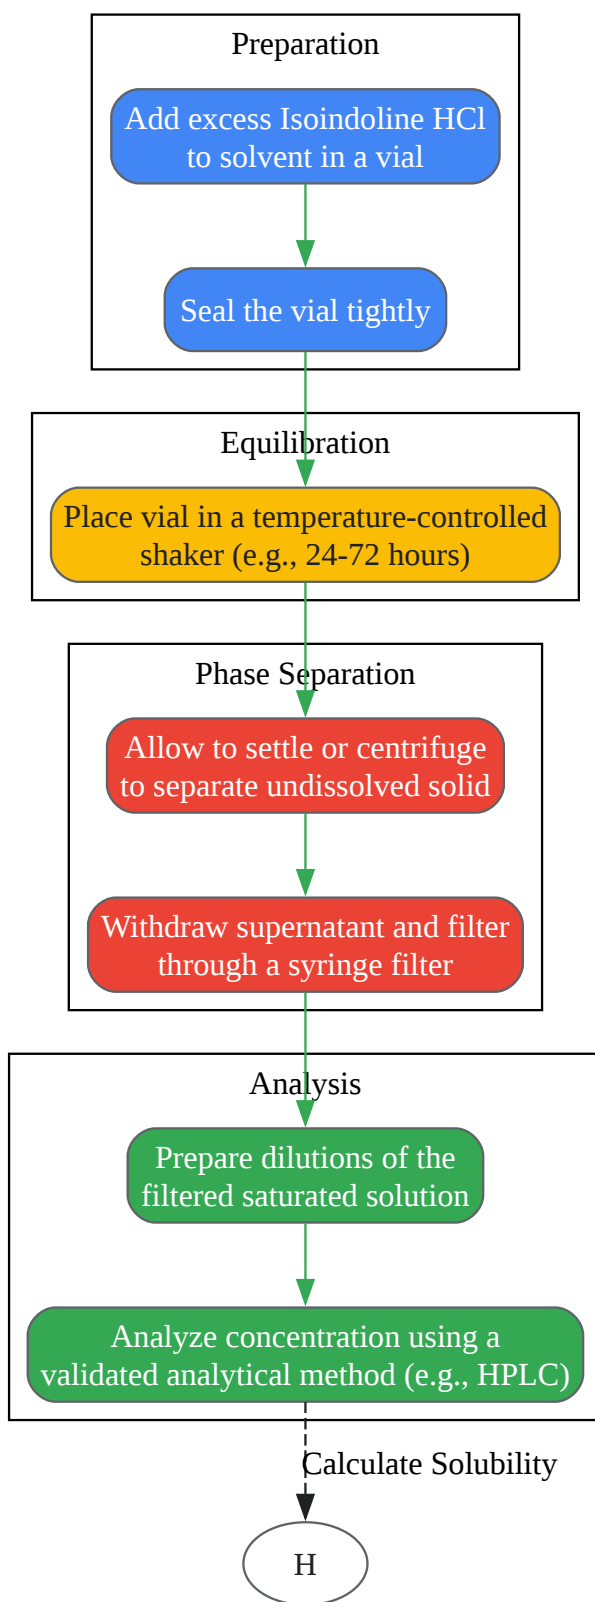 Preparation
Add excess Isoindoline HCl
to solvent in a vial
Seal the vial tightly
Equilibration
Place vial in a temperature-controlled
shaker (e.g., 24-72 hours)
Phase Separation
Allow to settle or centrifuge
to separate undissolved solid
Withdraw supernatant and filter
through a syringe filter
Analysis
Prepare dilutions of the
filtered saturated solution
Analyze concentration using a
validated analytical method (e.g., HPLC)
Calculate Solubility
H